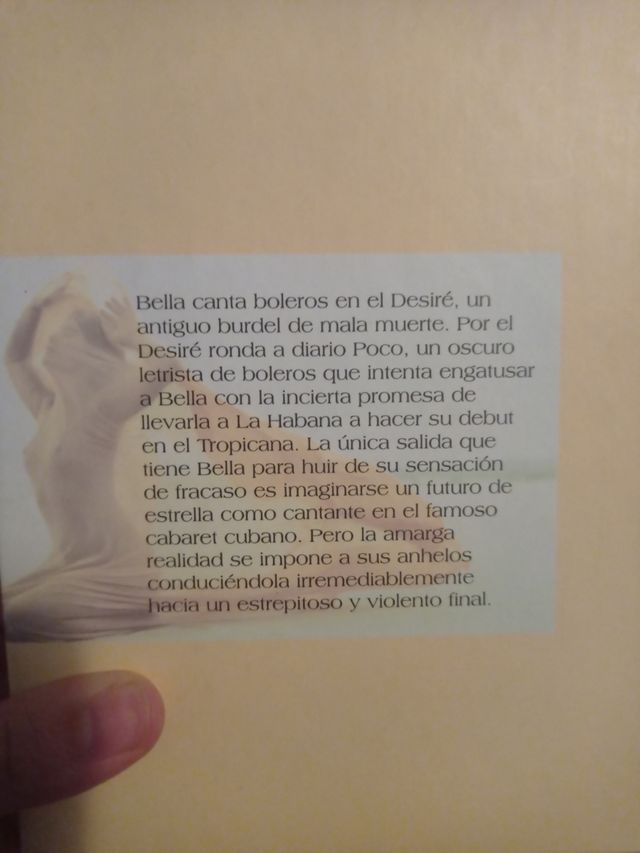 Bella canta boleros en el Desiré, un
antiguo burdel de mala muerte. Por el
Desiré ronda a diario Poco, un oscuro
letrista de boleros que intenta engatusar
a Bella con la incierta promesa de
llevarla a La Habana a hacer su debut
en el Tropicana. La única salida que
tiene Bella para huir de su sensación
de fracaso es imaginarse un futuro de
estrella como cantante en el famoso
cabaret cubano. Pero la amarga
realidad se impone a sus anhelos
conduciéndola irremediablemente
hacia un estrepitoso y violento final.